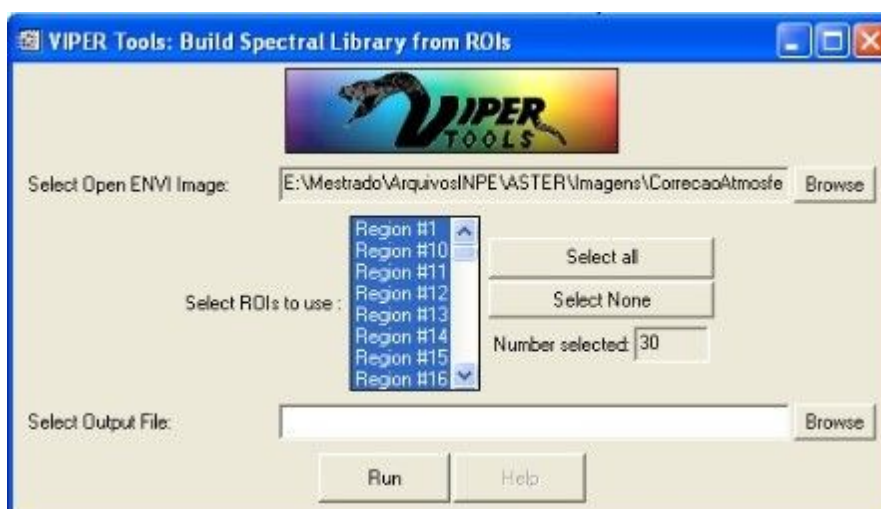 VIPER Tools: Build Spectral Library from ROIs
VIPER
TOOLS
Select Open ENVI Image:
E:\Mestrado\ArquivosINPE\ASTER\Imagens\CorrecaoAtmosfe
Browse
Select ROIs to use :
Region #1
Region #10
Region #11
Region #12
Region #13
Region #14
Region #15
Region #16
Select all
Select None
Number selected: 30
Select Output File:
Browse
Run
Help